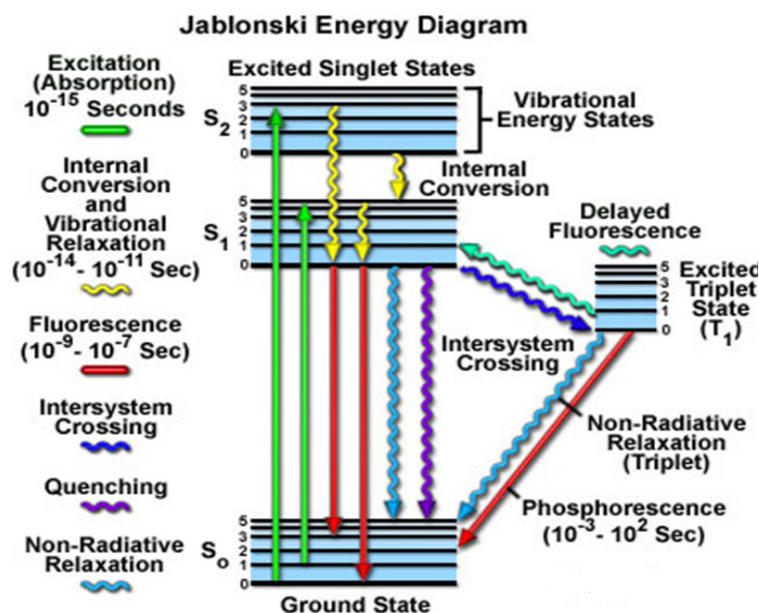 Jablonski Energy Diagram
Excitation
(Absorption)
10-15 Seconds
Internal
Conversion
and
Vibrational
Relaxation
(10-14 - 10-11 Sec)
Fluorescence
(10-9 - 10-7 Sec)
Intersystem
Crossing
Quenching
Non-Radiative
Relaxation
Excited Singlet States
S2
5
3
2
1
0
Vibrational
Energy States
Internal
Conversion
S1
5
3
2
1
0
Delayed
Fluorescence
5
3
2
1
0
Excited
Triplet
State
(T1)
Intersystem
Crossing
Non-Radiative
Relaxation
(Triplet)
Phosphorescence
(10-3 - 102 Sec)
So
5
3
2
1
0
Ground State